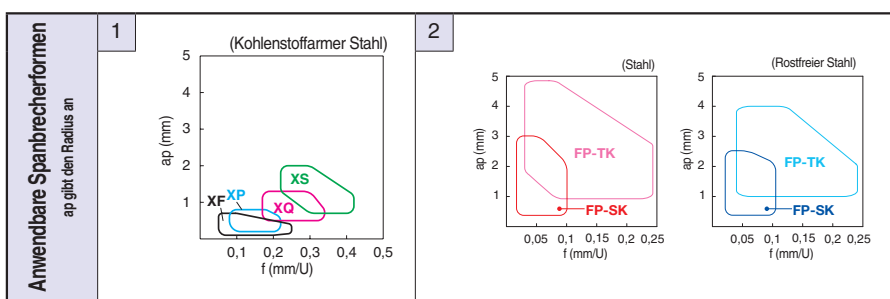 Anwendbare Spanbrecherformen
ap gibt den Radius an
1
(Kohlenstoffarmer Stahl)
5
4
3
2
1
ap (mm)
XS
XP
XF
XQ
0,1 0,2 0,3 0,4 0,5
f (mm/U)
2
(Stahl)
5
4
3
2
1
ap (mm)
FP-TK
FP-SK
0,05 0,1 0,15 0,2 0,25
f (mm/U)
(Rostfreier Stahl)
5
4
3
2
1
ap (mm)
FP-TK
FP-SK
0,05 0,1 0,15 0,2 0,25
f (mm/U)